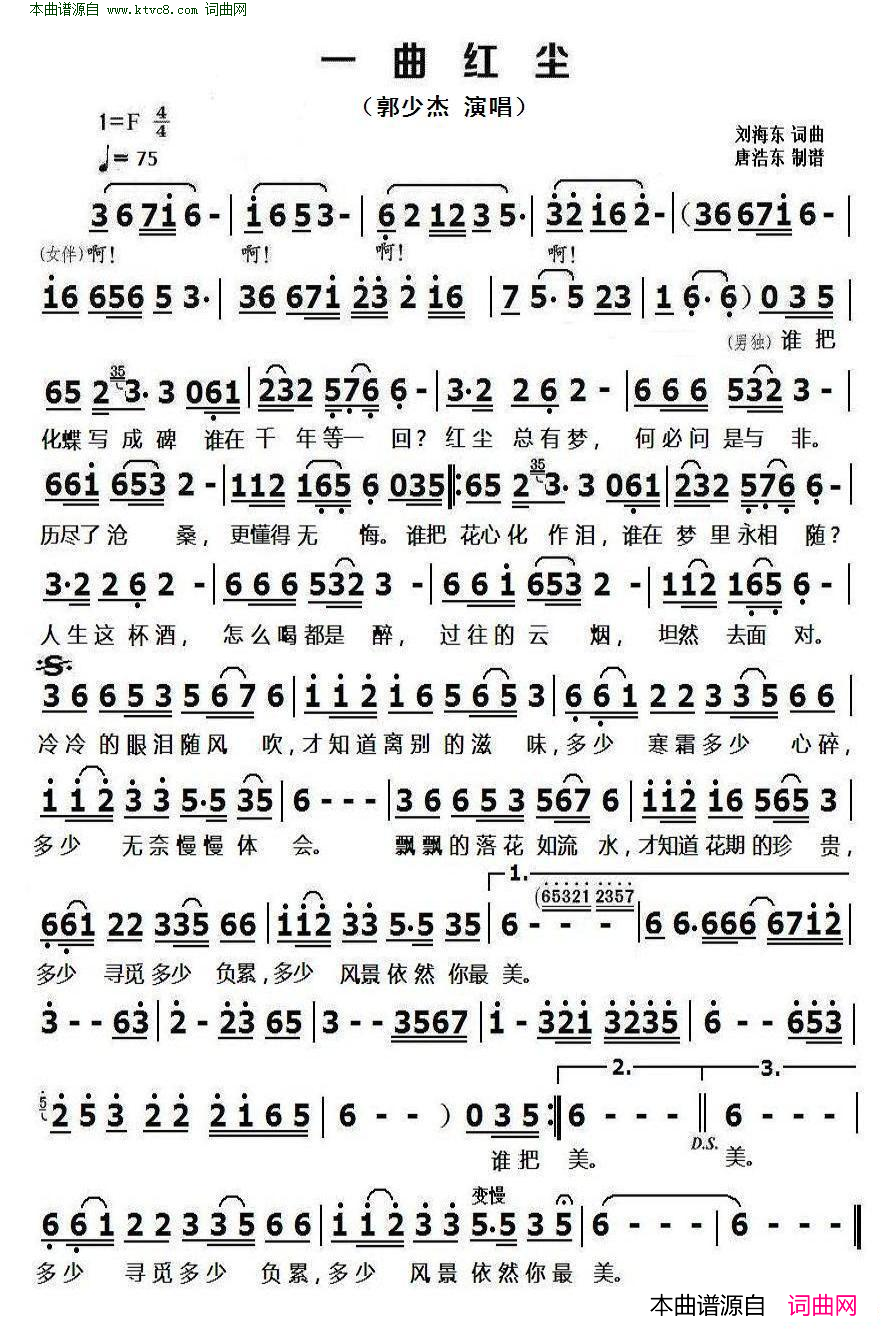 本曲谱源自 www.ktvc8.com 词曲网
一曲红尘
（郭少杰 演唱）
1=F 4/4
刘海东 词曲
♩=75
唐浩东 制谱
3 6 7 1 6 - | 1 6 5 3 - | 6 2 1 2 3 5· | 3 2 1 6 2 - | （3 6 6 7 1 6 - |
(女伴) 啊！ 啊！ 啊！ 啊！
1 6 6 5 6 5 3· | 3 6 6 7 1 2 3 2 1 6 | 7 5· 5 2 3 | 1 6· 6 ）0 3 5 |
(男独) 谁 把
6 5 2 35 3· 3 0 6 1 | 2 3 2 5 7 6 6 - | 3· 2 2 6 2 - | 6 6 6 5 3 2 3 - |
化蝶写 成 碑 谁在 千 年等一 回？红尘 总有梦， 何必问是与 非。
6 6 1 6 5 3 2 - | 1 1 2 1 6 5 6 0 3 5 |: 6 5 2 35 3· 3 0 6 1 | 2 3 2 5 7 6 6 - |
历尽了沧 桑， 更懂得无 悔。谁把 花心化 作泪，谁在 梦 里永相 随？
3· 2 2 6 2 - | 6 6 6 5 3 2 3 - | 6 6 1 6 5 3 2 - | 1 1 2 1 6 5 6 - |
人生这杯酒， 怎么喝都是 醉， 过往的云 烟， 坦然 去面 对。
S
3 6 6 5 3 5 6 7 6 | 1 1 2 1 6 5 6 5 3 | 6 6 1 2 2 3 3 5 6 6 |
冷冷 的眼泪随风 吹，才知道离别 的滋 味，多少 寒霜多少 心碎，
1 1 2 3 3 5· 5 3 5 | 6 - - - | 3 6 6 5 3 5 6 7 6 | 1 1 2 1 6 5 6 5 3 |
多少 无奈慢慢体 会。 飘飘的落花 如流 水，才知道花期的珍 贵，
1.
(653212357
6 6 1 2 2 3 3 5 6 6 | 1 1 2 3 3 5· 5 3 5 | 6 - - - | 6 6· 6 6 6 6 7 1 2 |
多少 寻觅多少 负累，多少 风景依然 你最 美。
3 - - 6 3 | 2 - 2 3 6 5 | 3 - - 3 5 6 7 | 1 - 3 2 1 3 2 3 5 | 6 - - 6 5 3 |
2. 3.
5 2 5 3 2 2 2 1 6 5 | 6 - - ）0 3 5 :| 6 - - - || 6 - - - |
D.S.
谁把 美。 美。
变慢
6 6 1 2 2 3 3 5 6 6 | 1 1 2 3 3 5· 5 3 5 | 6 - - - 6 - - - ||
多少 寻觅多少 负累，多少 风景 依然你最 美。
本曲谱源自 词曲网